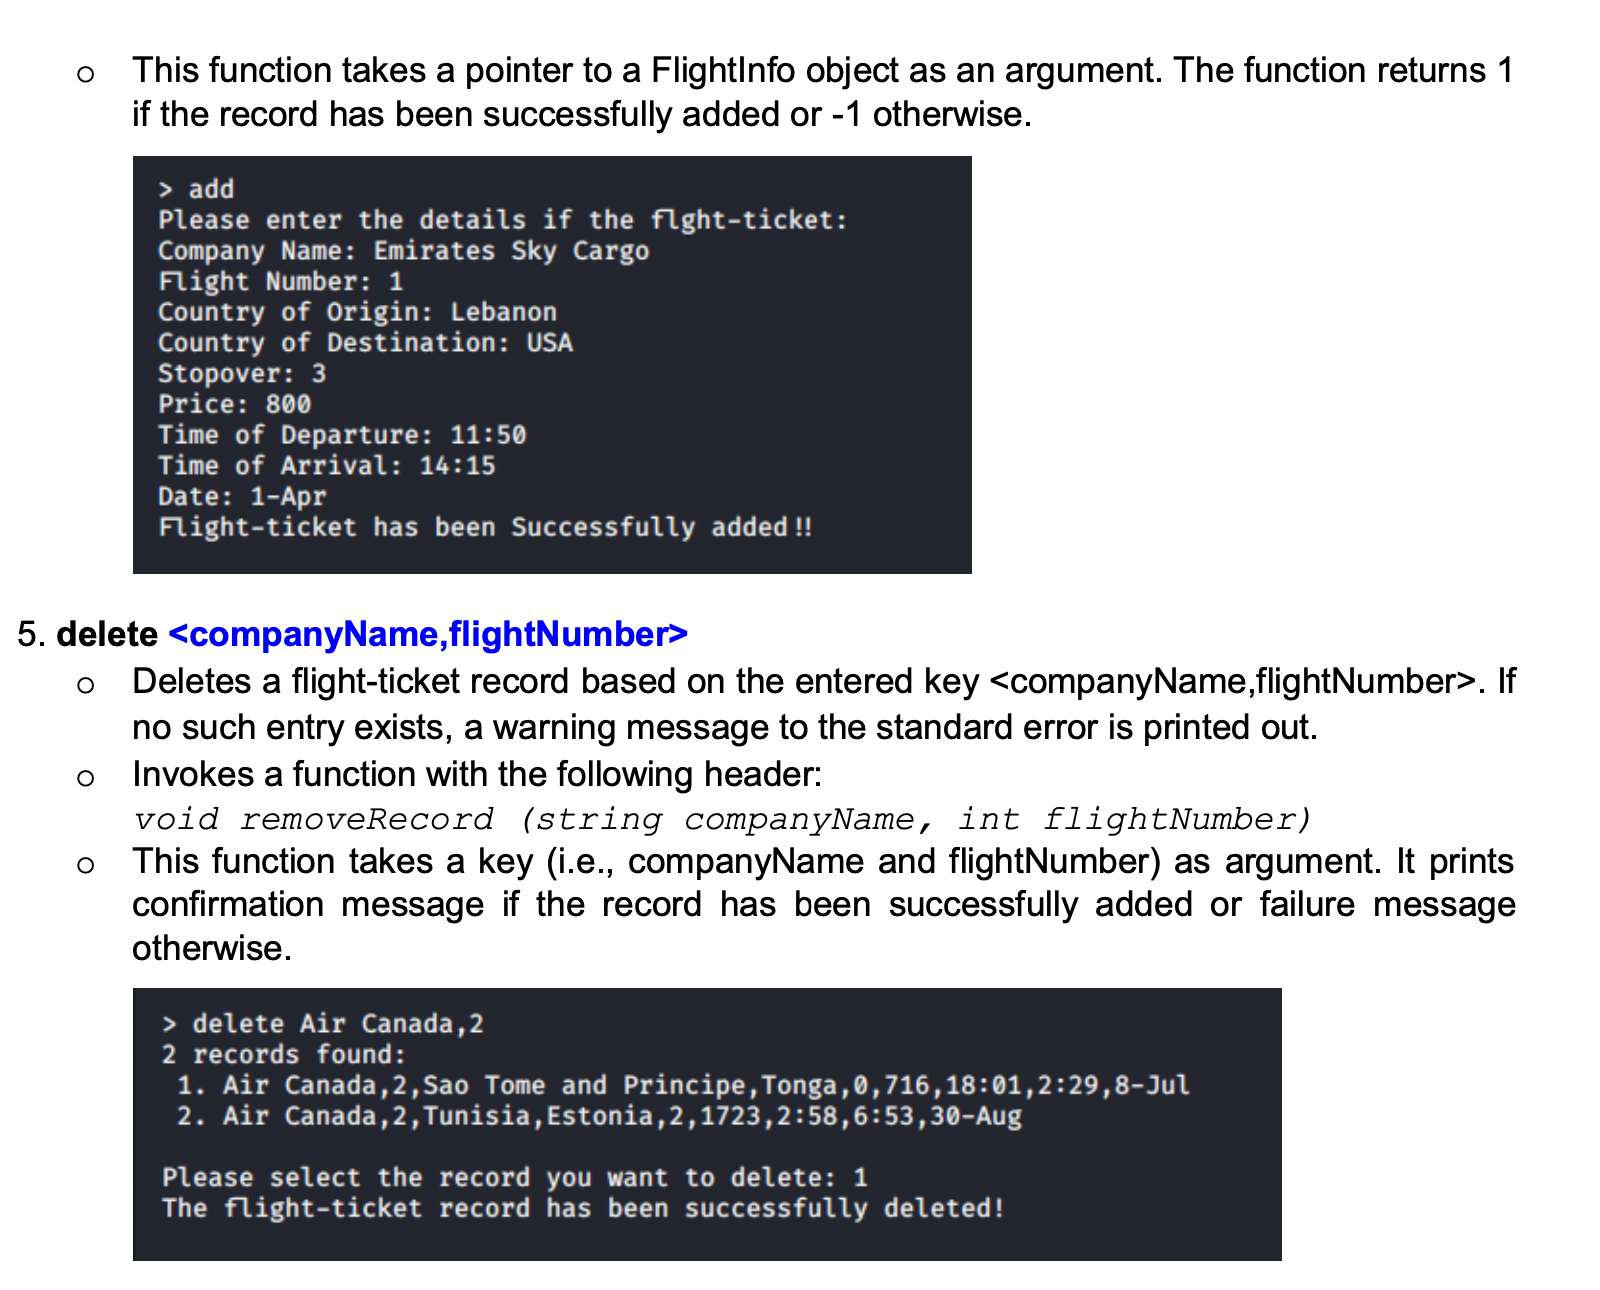 o This function takes a pointer to a FlightInfo object as an argument. The function returns 1
if the record has been successfully added or -1 otherwise.
> add
Please enter the details if the flght-ticket:
Company Name: Emirates Sky Cargo
Flight Number: 1
Country of Origin: Lebanon
Country of Destination: USA
Stopover: 3
Price: 800
Time of Departure: 11:50
Time of Arrival: 14:15
Date: 1-Apr
Flight-ticket has been Successfully added!!
5. delete <companyName,flightNumber>
o Deletes a flight-ticket record based on the entered key <companyName,flightNumber>. If
no such entry exists, a warning message to the standard error is printed out.
o Invokes a function with the following header:
void removeRecord (string companyName, int flightNumber)
o This function takes a key (i.e., companyName and flightNumber) as argument. It prints
confirmation message if the record has been successfully added or failure message
otherwise.
> delete Air Canada,2
2 records found:
1. Air Canada,2,Sao Tome and Principe,Tonga,0,716,18:01,2:29,8-Jul
2. Air Canada,2,Tunisia,Estonia,2,1723,2:58,6:53,30-Aug
Please select the record you want to delete: 1
The flight-ticket record has been successfully deleted!